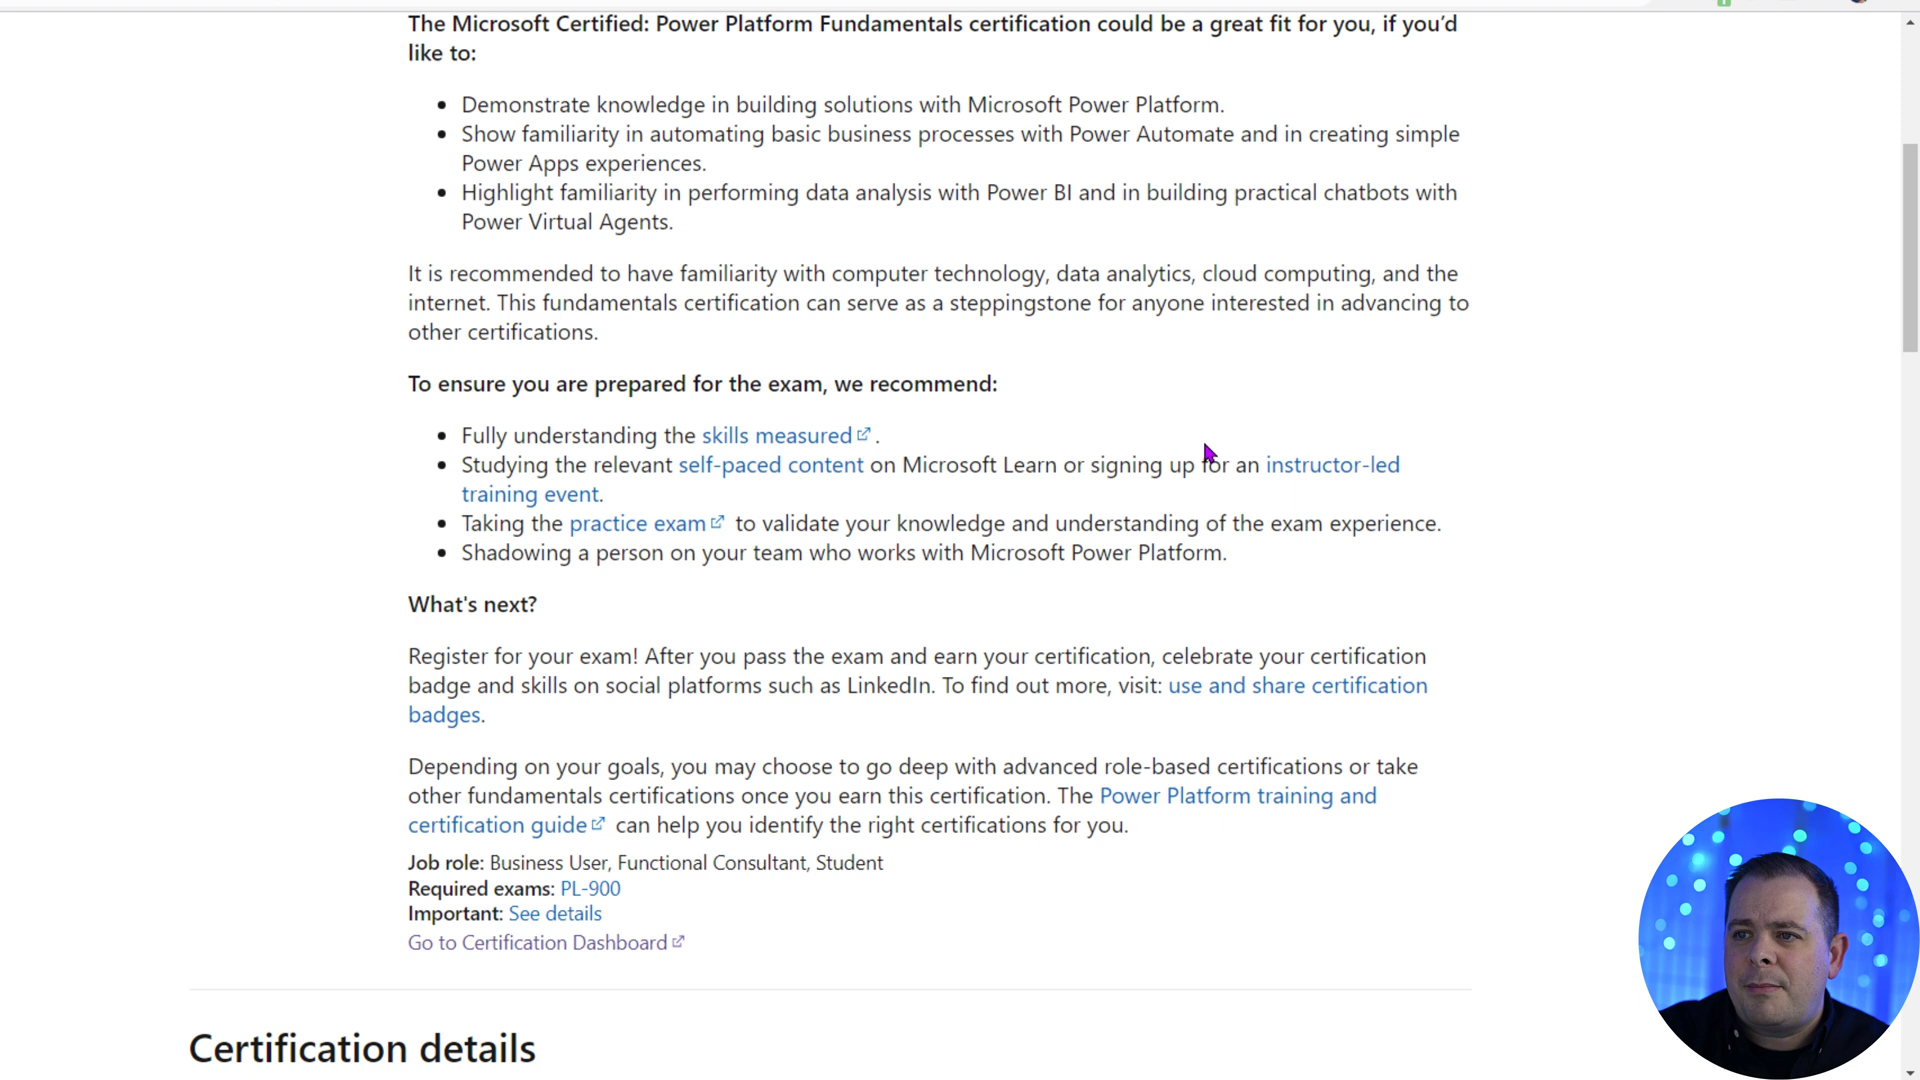 The Microsoft Certified: Power Platform Fundamentals certification could be a great fit for you, if you’d
like to:
Demonstrate knowledge in building solutions with Microsoft Power Platform.
Show familiarity in automating basic business processes with Power Automate and in creating simple
Power Apps experiences.
Highlight familiarity in performing data analysis with Power BI and in building practical chatbots with
Power Virtual Agents.
It is recommended to have familiarity with computer technology, data analytics, cloud computing, and the
internet. This fundamentals certification can serve as a steppingstone for anyone interested in advancing to
other certifications.
To ensure you are prepared for the exam, we recommend:
Fully understanding the skills measured .
Studying the relevant self-paced content on Microsoft Learn or signing up for an instructor-led
training event.
Taking the practice exam to validate your knowledge and understanding of the exam experience.
Shadowing a person on your team who works with Microsoft Power Platform.
What's next?
Register for your exam! After you pass the exam and earn your certification, celebrate your certification
badge and skills on social platforms such as LinkedIn. To find out more, visit: use and share certification
badges.
Depending on your goals, you may choose to go deep with advanced role-based certifications or take
other fundamentals certifications once you earn this certification. The Power Platform training and
certification guide can help you identify the right certifications for you.
Job role: Business User, Functional Consultant, Student
Required exams: PL-900
Important: See details
Go to Certification Dashboard
Certification details